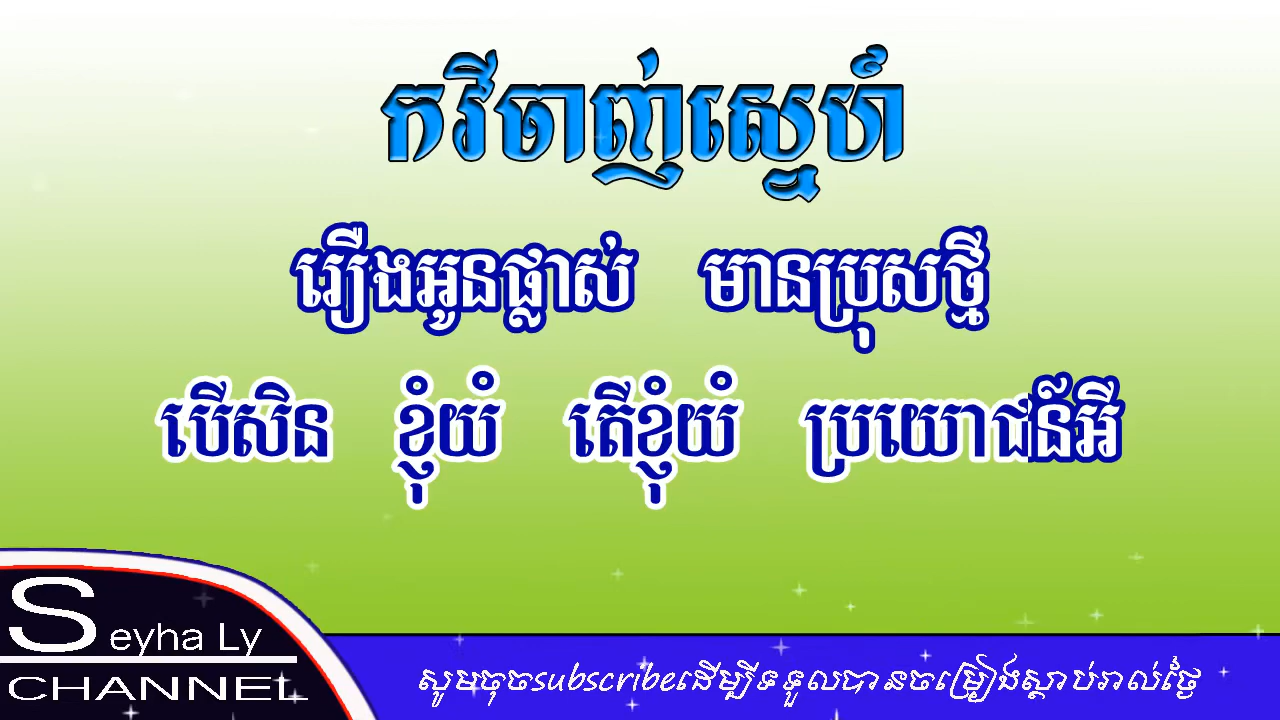 កវីចាញ់ស្នេហ៍
រឿងអូនផ្លាស់ មានប្រុសថ្មី
បើសិន ខ្ញុំយំ តើខ្ញុំយំ ប្រយោជន៍អី
Seyha Ly
CHANNEL
សូមចុចsubscribeដើម្បីទទួលបានចម្រៀងស្តាប់រាល់ថ្ងៃ